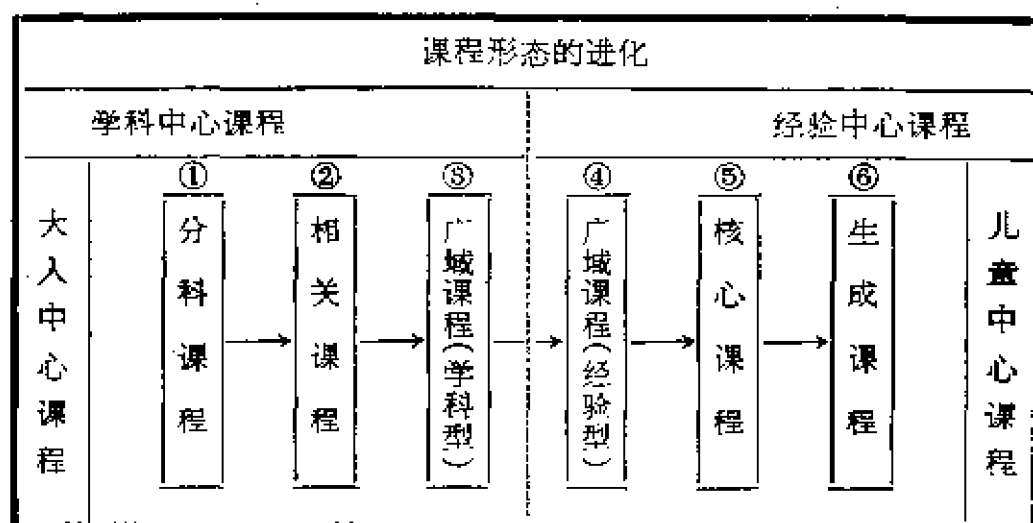 课程形态的进化
学科中心课程
经验中心课程
大人中心课程
①
分科课程
②
相关课程
③
广域课程(学科型)
④
广域课程(经验型)
⑤
核心课程
⑥
生成课程
儿童中心课程